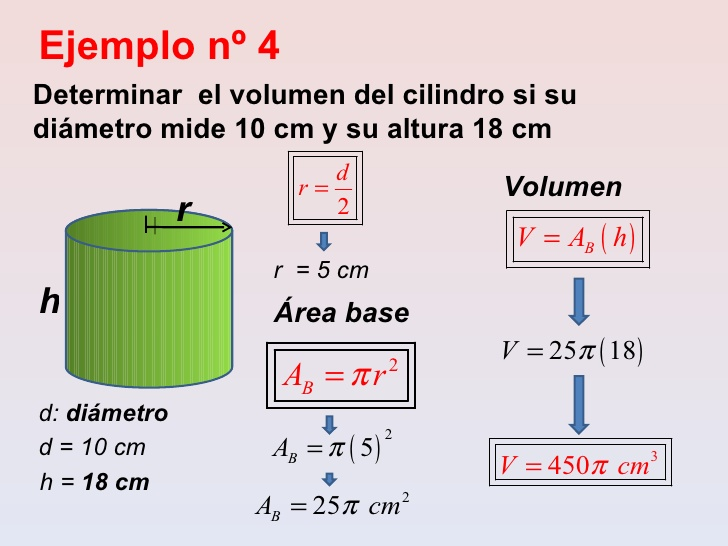 Ejemplo nº 4
Determinar el volumen del cilindro si su
diámetro mide 10 cm y su altura 18 cm
r
h
d: diámetro
d = 10 cm
h = 18 cm
r = d/2
r = 5 cm
Área base
A_B = πr²
A_B = π(5)²
A_B = 25π cm²
Volumen
V = A_B(h)
V = 25π(18)
V = 450π cm³